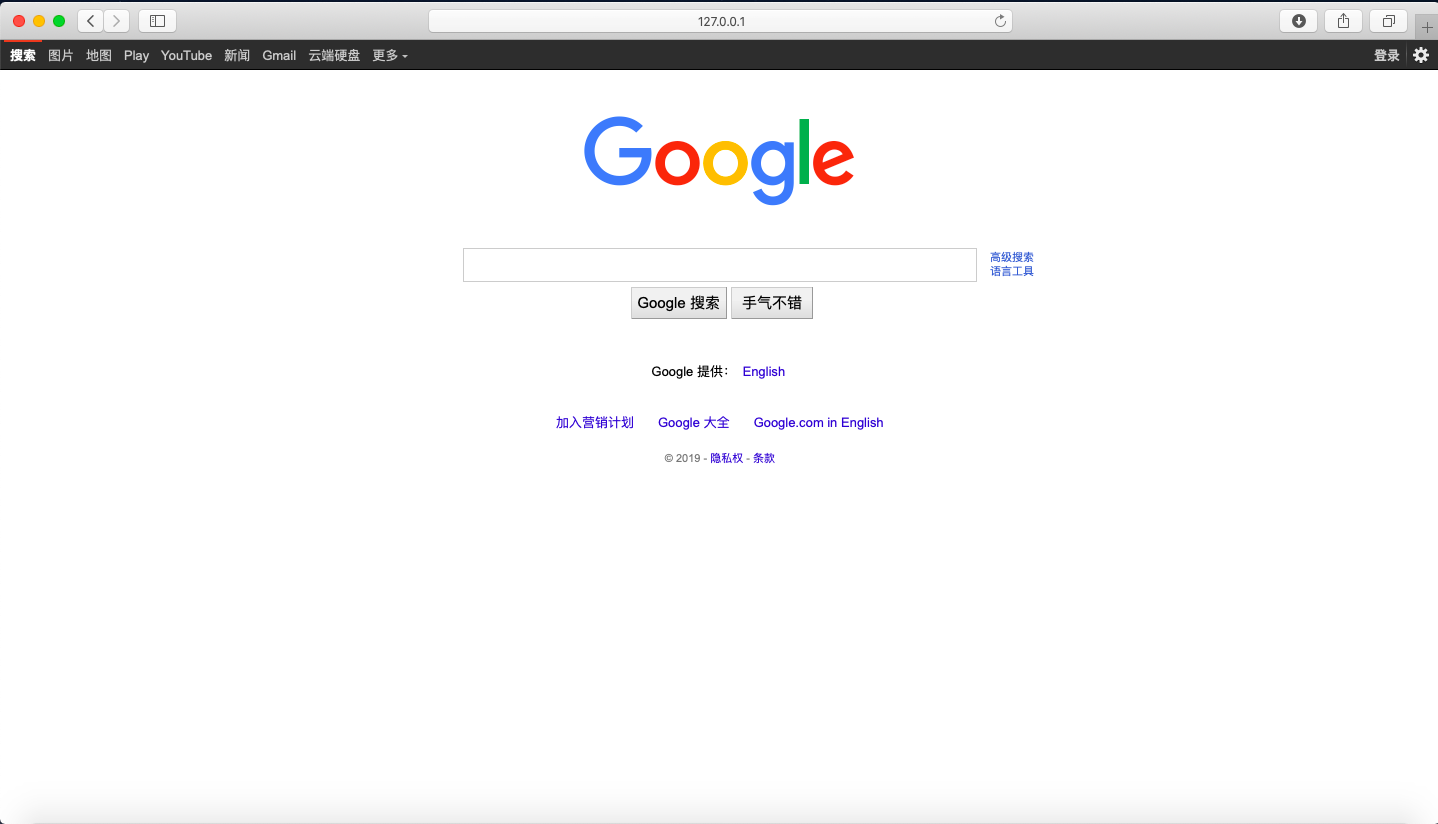 127.0.0.1
搜索 图片 地图 Play YouTube 新闻 Gmail 云端硬盘 更多 登录
Google
高级搜索
语言工具
Google 搜索 手气不错
Google 提供： English
加入营销计划 Google 大全 Google.com in English
© 2019 - 隐私权 - 条款